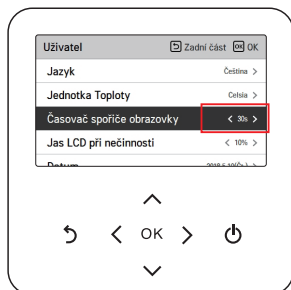 Uživatel Zadní část OK OK
Jazyk Čeština >
Jednotka Toploty Celsia >
Časovač spořiče obrazovky < 30s >
Jas LCD při nečinnosti < 10% >
Datum
OK